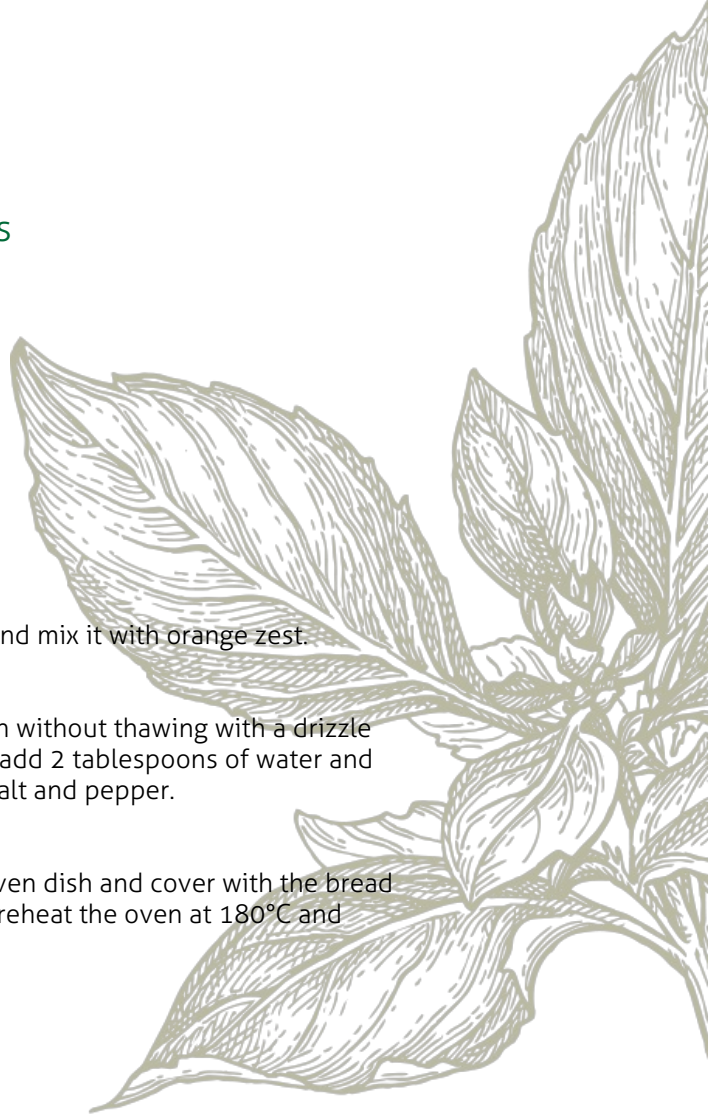 S
nd mix it with orange zest.
n without thawing with a drizzle
add 2 tablespoons of water and
alt and pepper.
ven dish and cover with the bread
reheat the oven at 180°C and